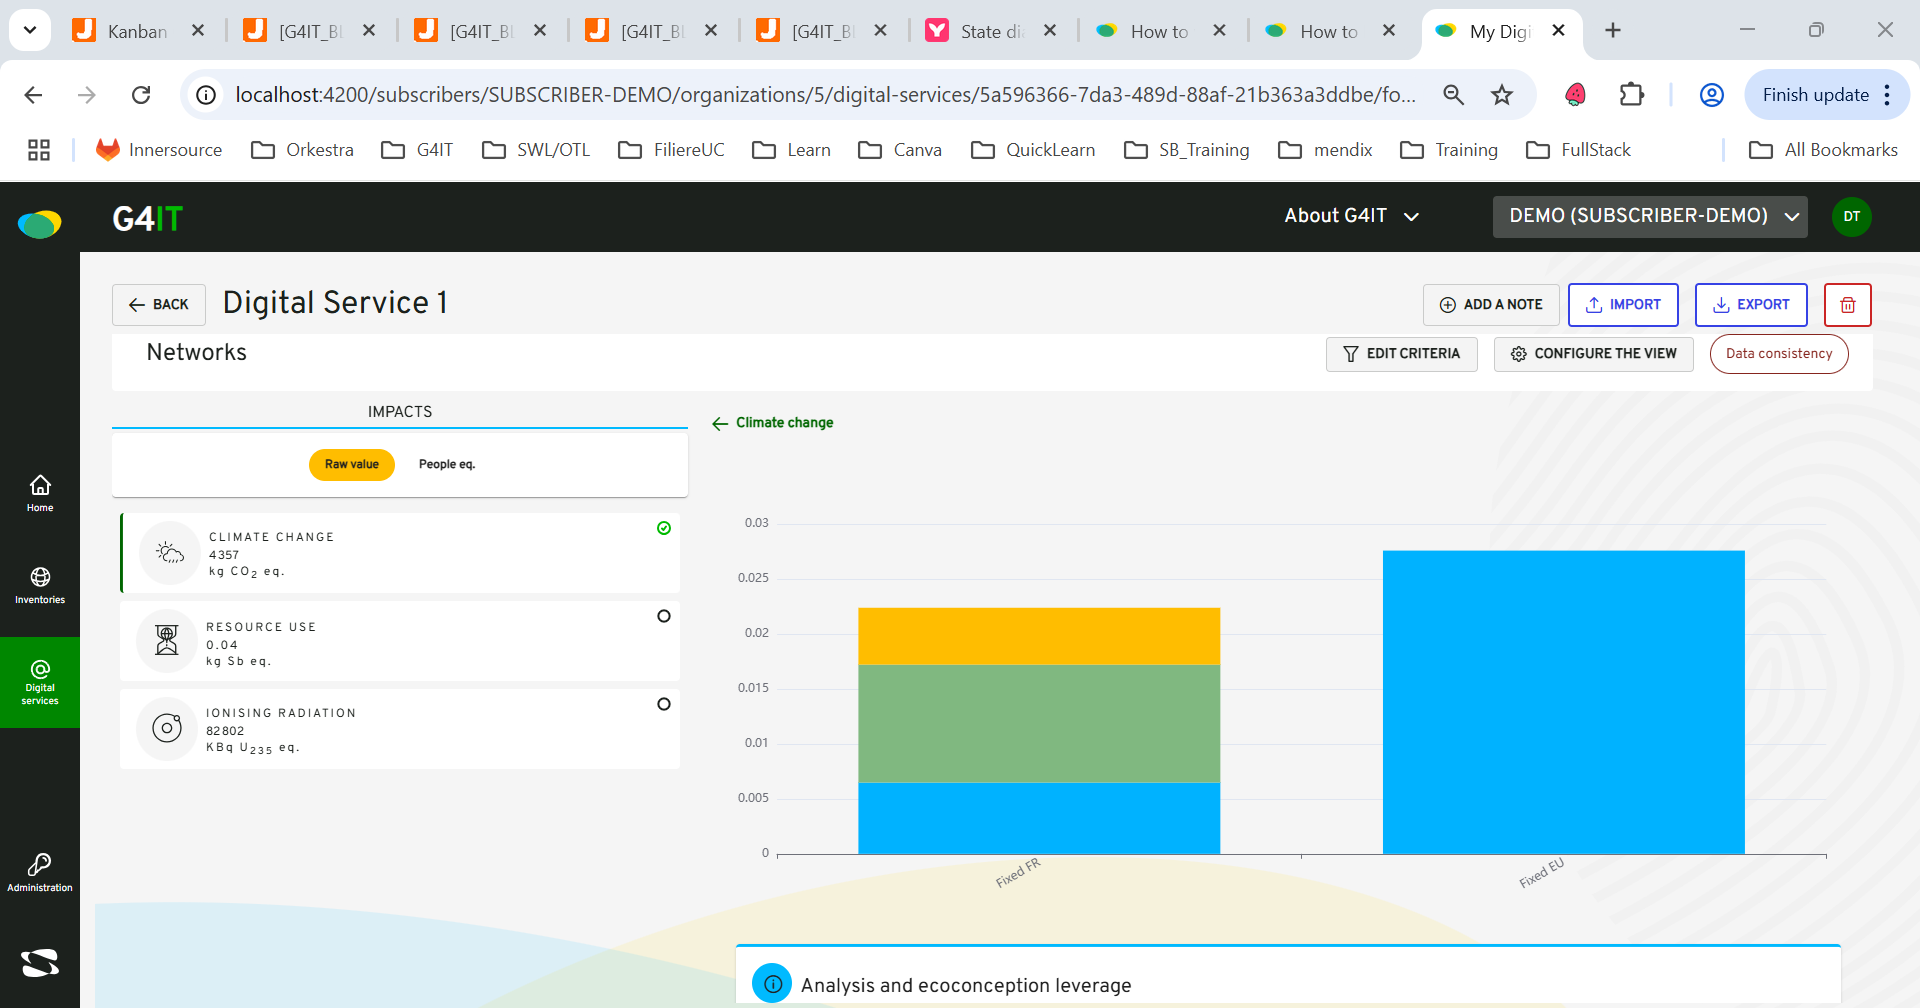 Kanban
[G4IT_BL
[G4IT_BL
[G4IT_BL
[G4IT_BL
State dia
How to
How to
My Digi
localhost:4200/subscribers/SUBSCRIBER-DEMO/organizations/5/digital-services/5a596366-7da3-489d-88af-21b363a3ddbe/fo...
Finish update
Innersource
Orkestra
G4IT
SWL/OTL
FiliereUC
Learn
Canva
QuickLearn
SB_Training
mendix
Training
FullStack
All Bookmarks
G4IT
About G4IT
DEMO (SUBSCRIBER-DEMO)
DT
BACK
Digital Service 1
ADD A NOTE
IMPORT
EXPORT
Networks
EDIT CRITERIA
CONFIGURE THE VIEW
Data consistency
IMPACTS
Raw value
People eq.
CLIMATE CHANGE
4357
kg CO2 eq.
RESOURCE USE
0.04
kg Sb eq.
IONISING RADIATION
82802
KBq U235 eq.
Home
Inventories
Digital
services
Administration
Climate change
0.03
0.025
0.02
0.015
0.01
0.005
0
Fixed FR
Fixed EU
Analysis and ecoconception leverage